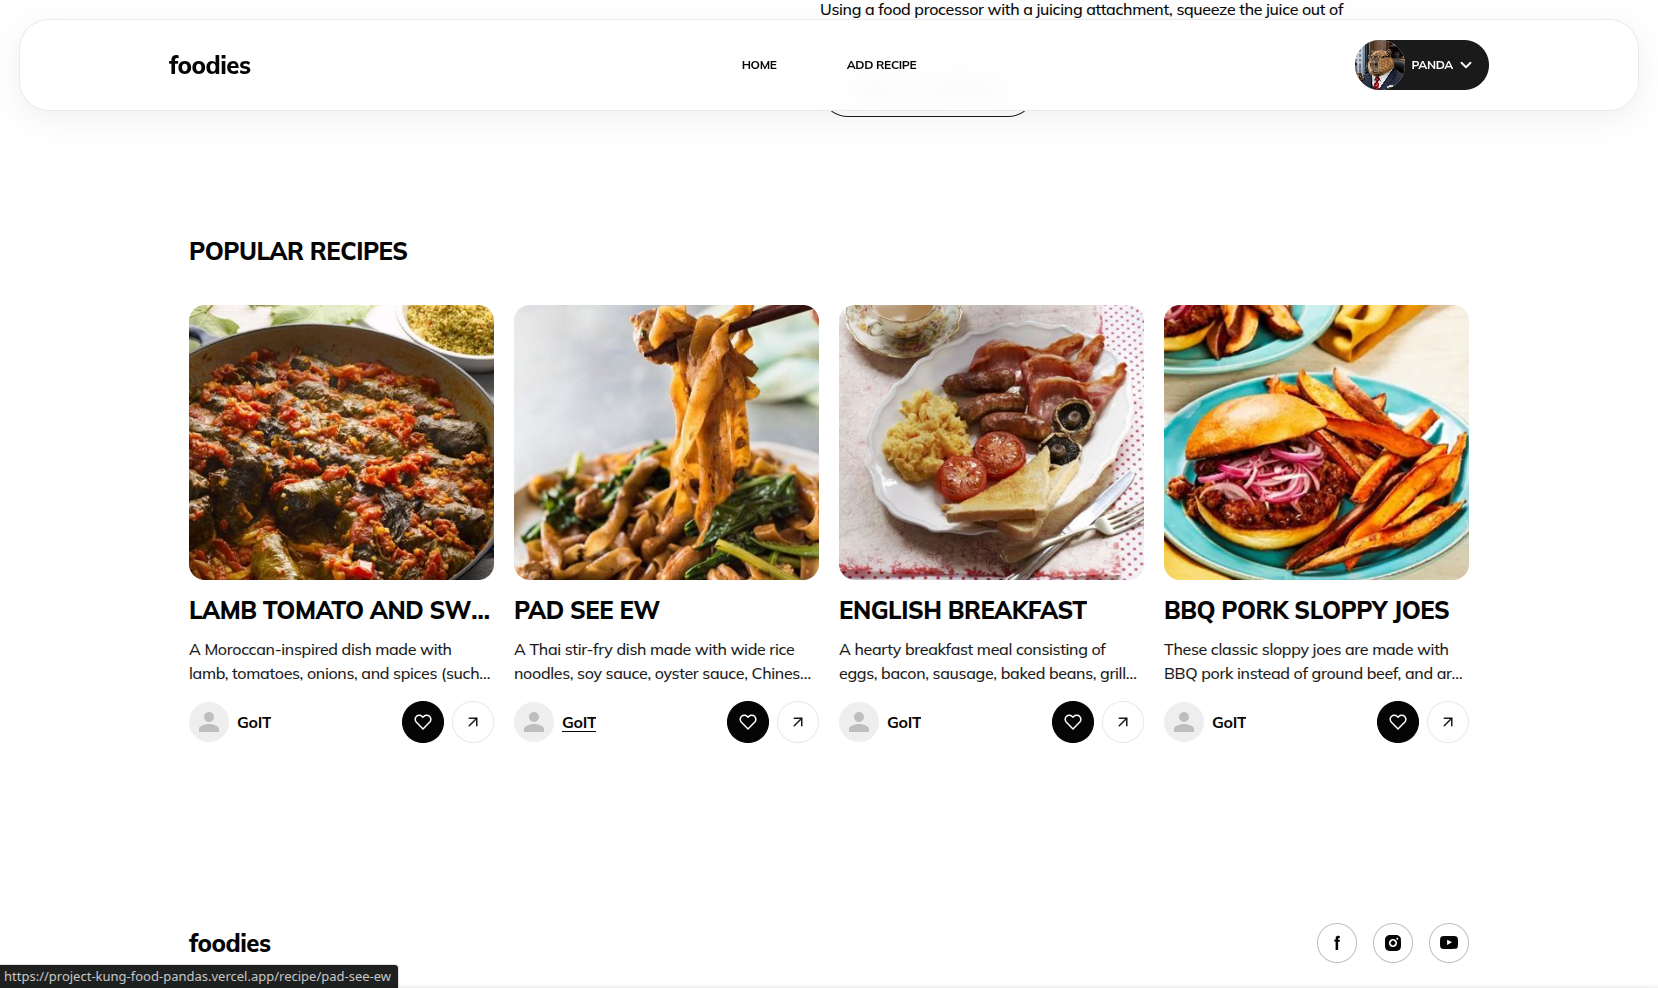 Using a food processor with a juicing attachment, squeeze the juice out of
foodies
HOME
ADD RECIPE
PANDA
POPULAR RECIPES
LAMB TOMATO AND SW...
A Moroccan-inspired dish made with
lamb, tomatoes, onions, and spices (such...
GoIT
PAD SEE EW
A Thai stir-fry dish made with wide rice
noodles, soy sauce, oyster sauce, Chines...
GoIT
ENGLISH BREAKFAST
A hearty breakfast meal consisting of
eggs, bacon, sausage, baked beans, grill...
GoIT
BBQ PORK SLOPPY JOES
These classic sloppy joes are made with
BBQ pork instead of ground beef, and ar...
GoIT
foodies
https://project-kung-food-pandas.vercel.app/recipe/pad-see-ew